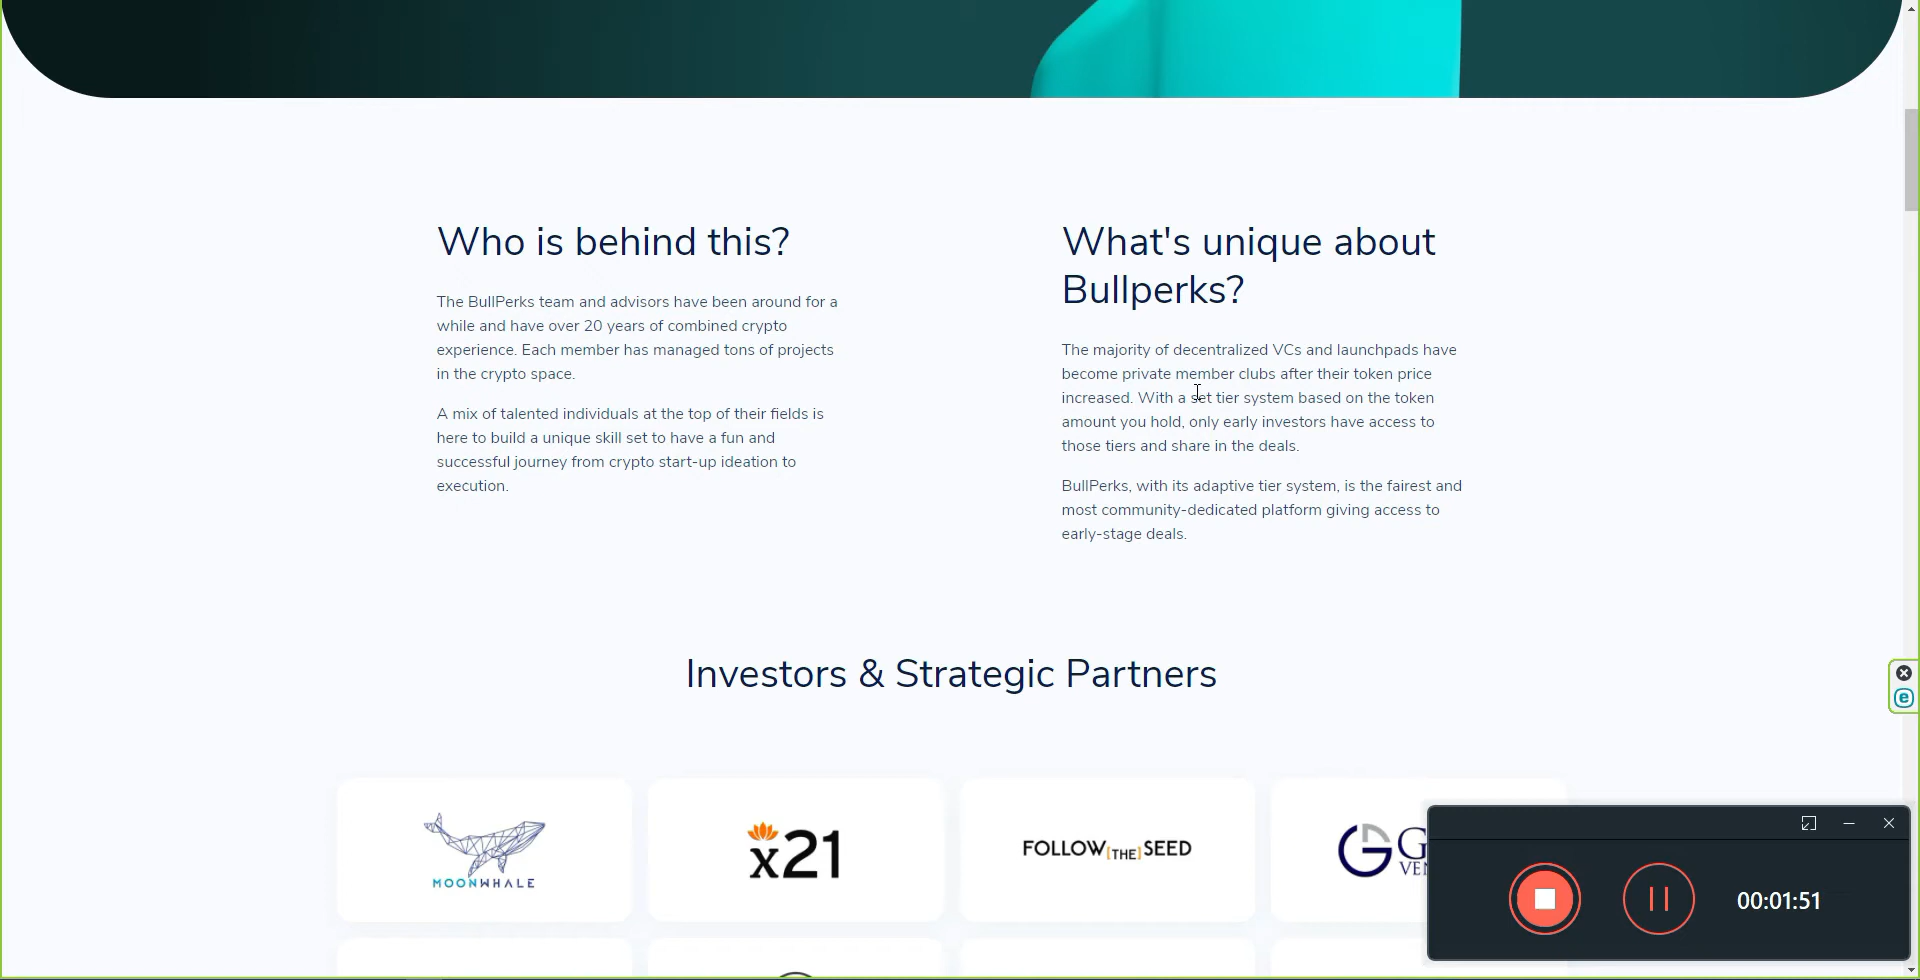 Who is behind this?
The BullPerks team and advisors have been around for a
while and have over 20 years of combined crypto
experience. Each member has managed tons of projects
in the crypto space.
A mix of talented individuals at the top of their fields is
here to build a unique skill set to have a fun and
successful journey from crypto start-up ideation to
execution.
What's unique about
Bullperks?
The majority of decentralized VCs and launchpads have
become private member clubs after their token price
increased. With a set tier system based on the token
amount you hold, only early investors have access to
those tiers and share in the deals.
BullPerks, with its adaptive tier system, is the fairest and
most community-dedicated platform giving access to
early-stage deals.
Investors & Strategic Partners
MOONWHALE
x21
FOLLOW[THE]SEED
00:01:51